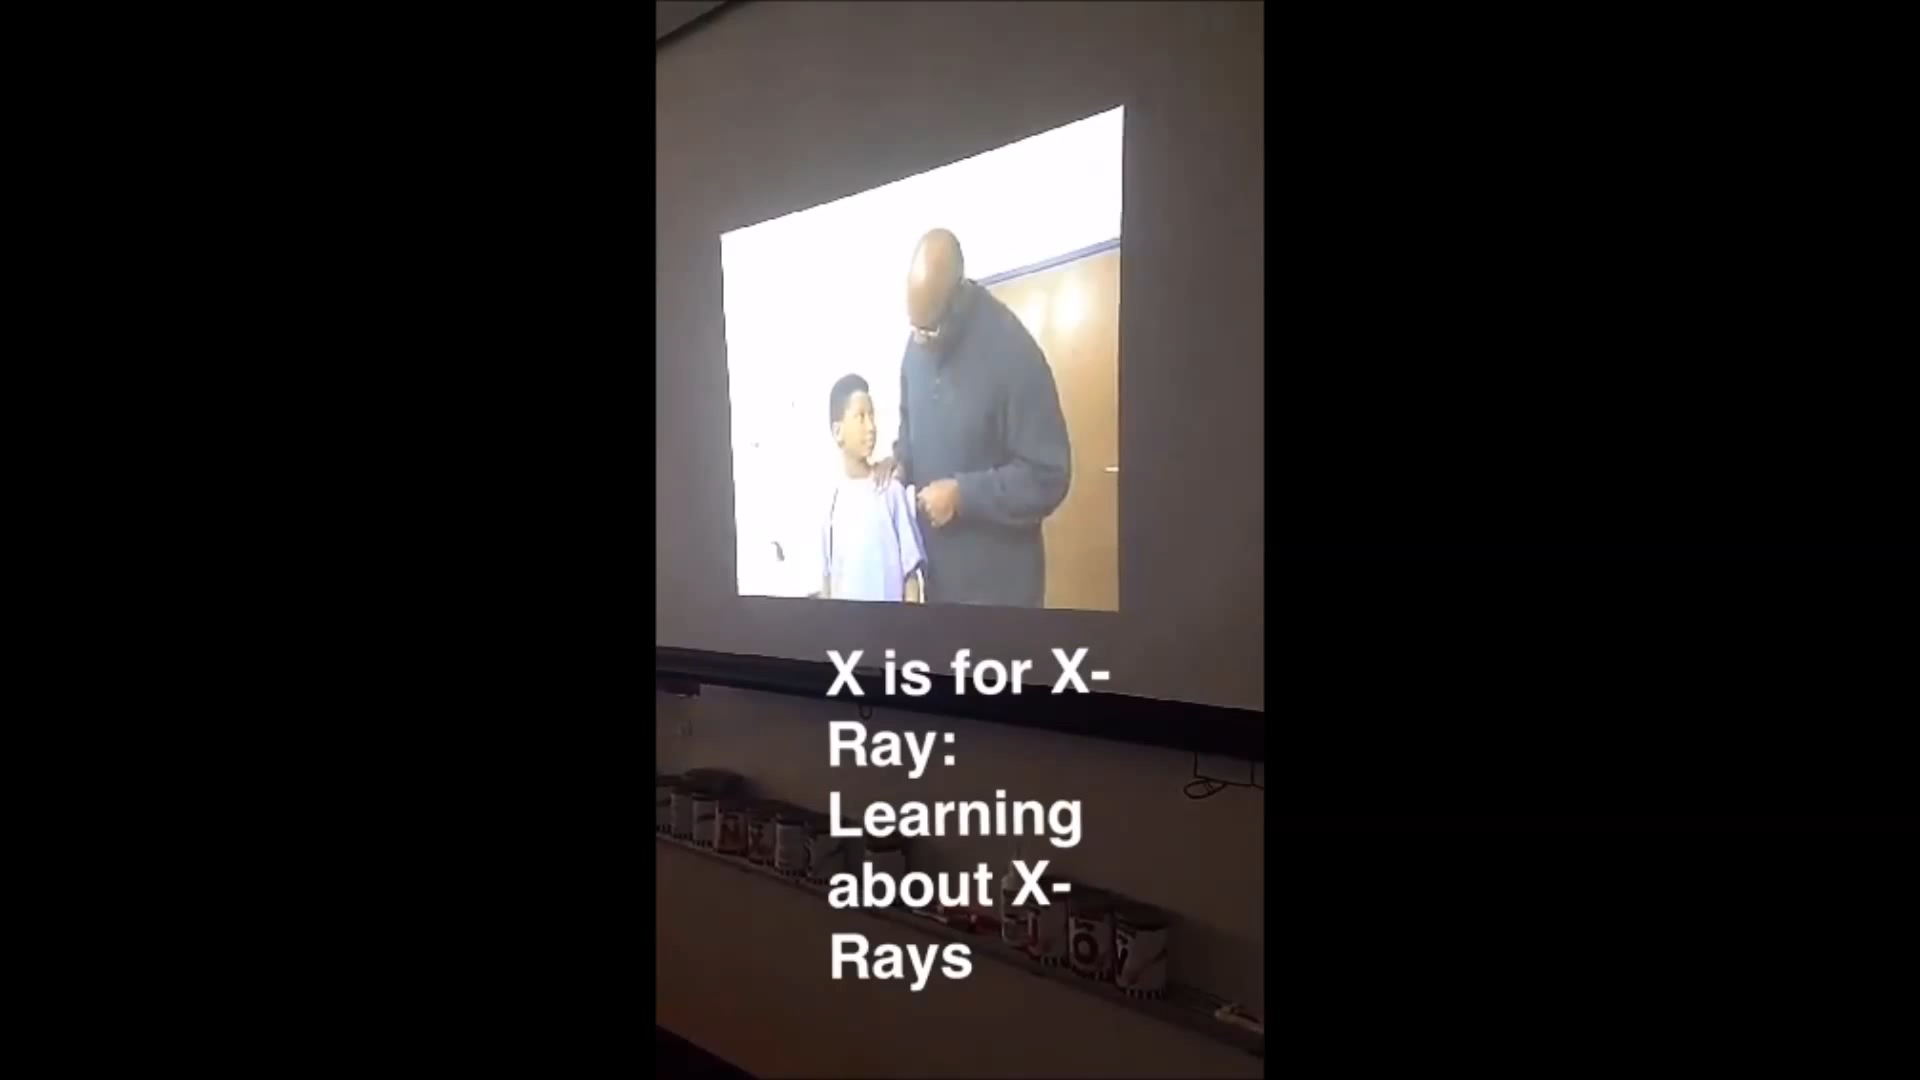 X is for X-
Ray:
Learning
about X-
Rays